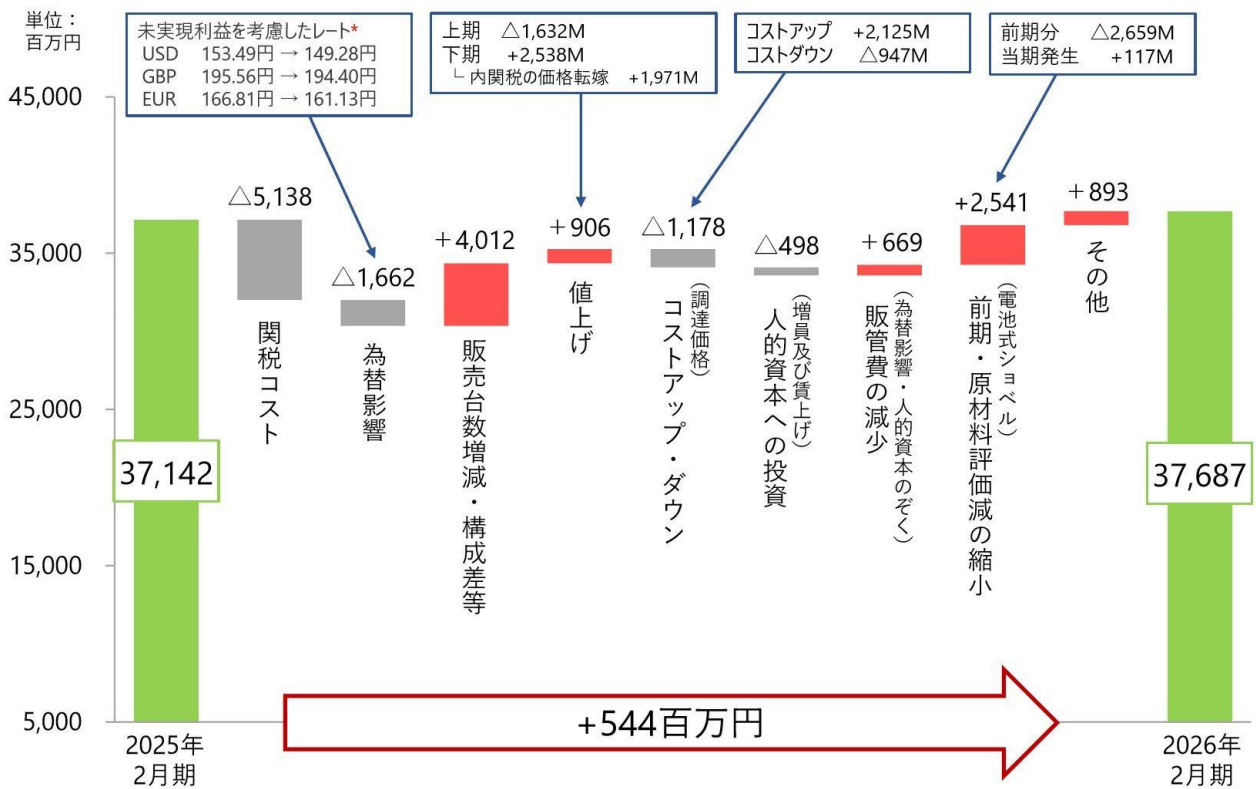 単位：
百万円
未実現利益を考慮したレート*
USD 153.49円 → 149.28円
GBP 195.56円 → 194.40円
EUR 166.81円 → 161.13円
上期 △1,632M
下期 +2,538M
└ 内関税の価格転嫁 +1,971M
コストアップ +2,125M
コストダウン △947M
前期分 △2,659M
当期発生 +117M
45,000
35,000
25,000
15,000
5,000
37,142
△5,138
関税コスト
△1,662
為替影響
+4,012
販売台数増減・構成差等
+906
値上げ
△1,178
コストアップ・ダウン
（調達価格）
△498
人的資本への投資
（増員及び賃上げ）
+669
販管費の減少
（為替影響・人的資本のぞく）
+2,541
前期・原材料評価減の縮小
（電池式ショベル）
+893
その他
37,687
+544百万円
2025年
2月期
2026年
2月期